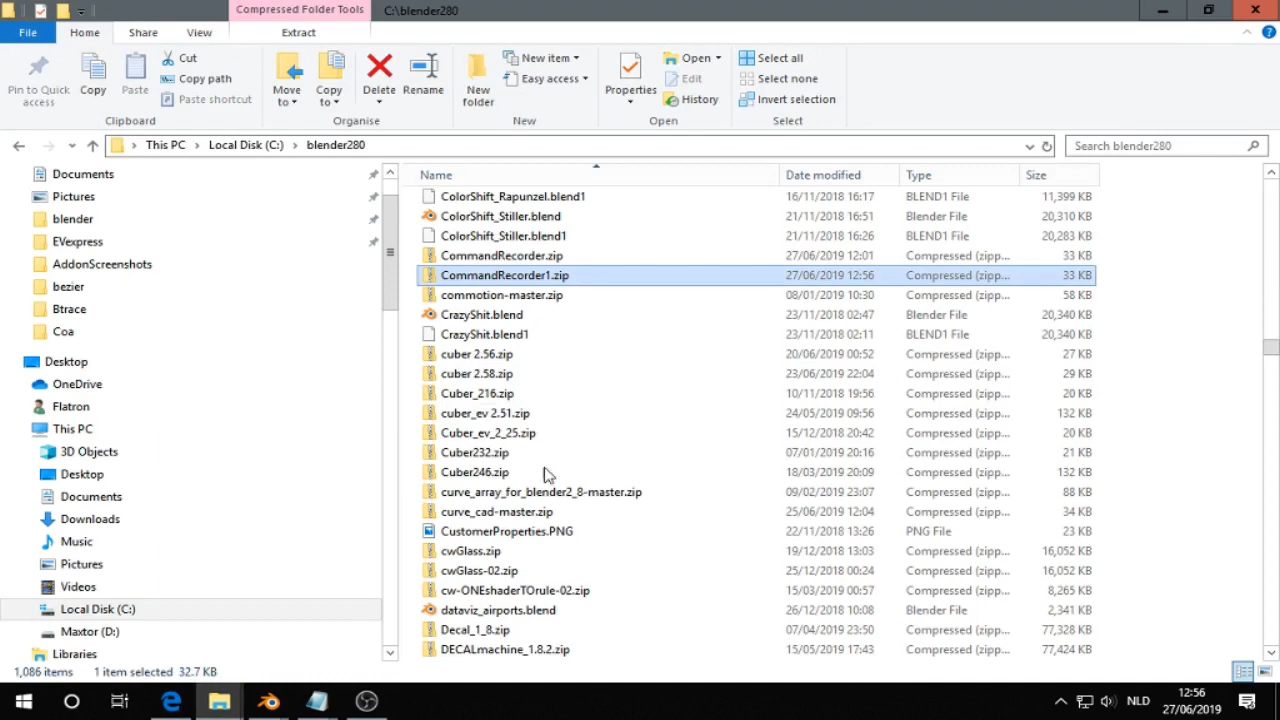 Compressed Folder Tools
C:\blender280
File
Home
Share
View
Extract
Pin to Quick access
Copy
Paste
Cut
Copy path
Paste shortcut
Clipboard
Move to
Copy to
Delete
Rename
Organise
New folder
New item
Easy access
New
Properties
Open
Edit
History
Open
Select all
Select none
Invert selection
Select
This PC > Local Disk (C:) > blender280
Search blender280
Documents
Pictures
blender
EVexpress
AddonScreenshots
bezier
Btrace
Coa
Desktop
OneDrive
Flatron
This PC
3D Objects
Desktop
Documents
Downloads
Music
Pictures
Videos
Local Disk (C:)
Maxtor (D:)
Libraries
Name Date modified Type Size
ColorShift_Rapunzel.blend1 16/11/2018 16:17 BLEND1 File 11,399 KB
ColorShift_Stiller.blend 21/11/2018 16:51 Blender File 20,310 KB
ColorShift_Stiller.blend1 21/11/2018 16:26 BLEND1 File 20,283 KB
CommandRecorder.zip 27/06/2019 12:01 Compressed (zipp... 33 KB
CommandRecorder1.zip 27/06/2019 12:56 Compressed (zipp... 33 KB
commotion-master.zip 08/01/2019 10:30 Compressed (zipp... 58 KB
CrazyShit.blend 23/11/2018 02:47 Blender File 20,340 KB
CrazyShit.blend1 23/11/2018 02:11 BLEND1 File 20,340 KB
cuber 2.56.zip 20/06/2019 00:52 Compressed (zipp... 27 KB
cuber 2.58.zip 23/06/2019 22:04 Compressed (zipp... 29 KB
Cuber_216.zip 10/11/2018 19:56 Compressed (zipp... 20 KB
cuber_ev 2.51.zip 24/05/2019 09:56 Compressed (zipp... 132 KB
Cuber_ev_2_25.zip 15/12/2018 20:42 Compressed (zipp... 20 KB
Cuber232.zip 07/01/2019 20:16 Compressed (zipp... 21 KB
Cuber246.zip 18/03/2019 20:09 Compressed (zipp... 132 KB
curve_array_for_blender2_8-master.zip 09/02/2019 23:07 Compressed (zipp... 88 KB
curve_cad-master.zip 25/06/2019 12:04 Compressed (zipp... 34 KB
CustomerProperties.PNG 22/11/2018 13:26 PNG File 23 KB
cwGlass.zip 19/12/2018 13:03 Compressed (zipp... 16,052 KB
cwGlass-02.zip 25/12/2018 00:24 Compressed (zipp... 16,052 KB
cw-ONEshaderTOrule-02.zip 15/03/2019 00:57 Compressed (zipp... 8,265 KB
dataviz_airports.blend 26/12/2018 10:08 Blender File 2,341 KB
Decal_1_8.zip 07/04/2019 23:50 Compressed (zipp... 77,328 KB
DECALmachine_1.8.2.zip 15/05/2019 17:43 Compressed (zipp... 77,424 KB
1,086 items 1 item selected 32.7 KB
NLD
12:56
27/06/2019